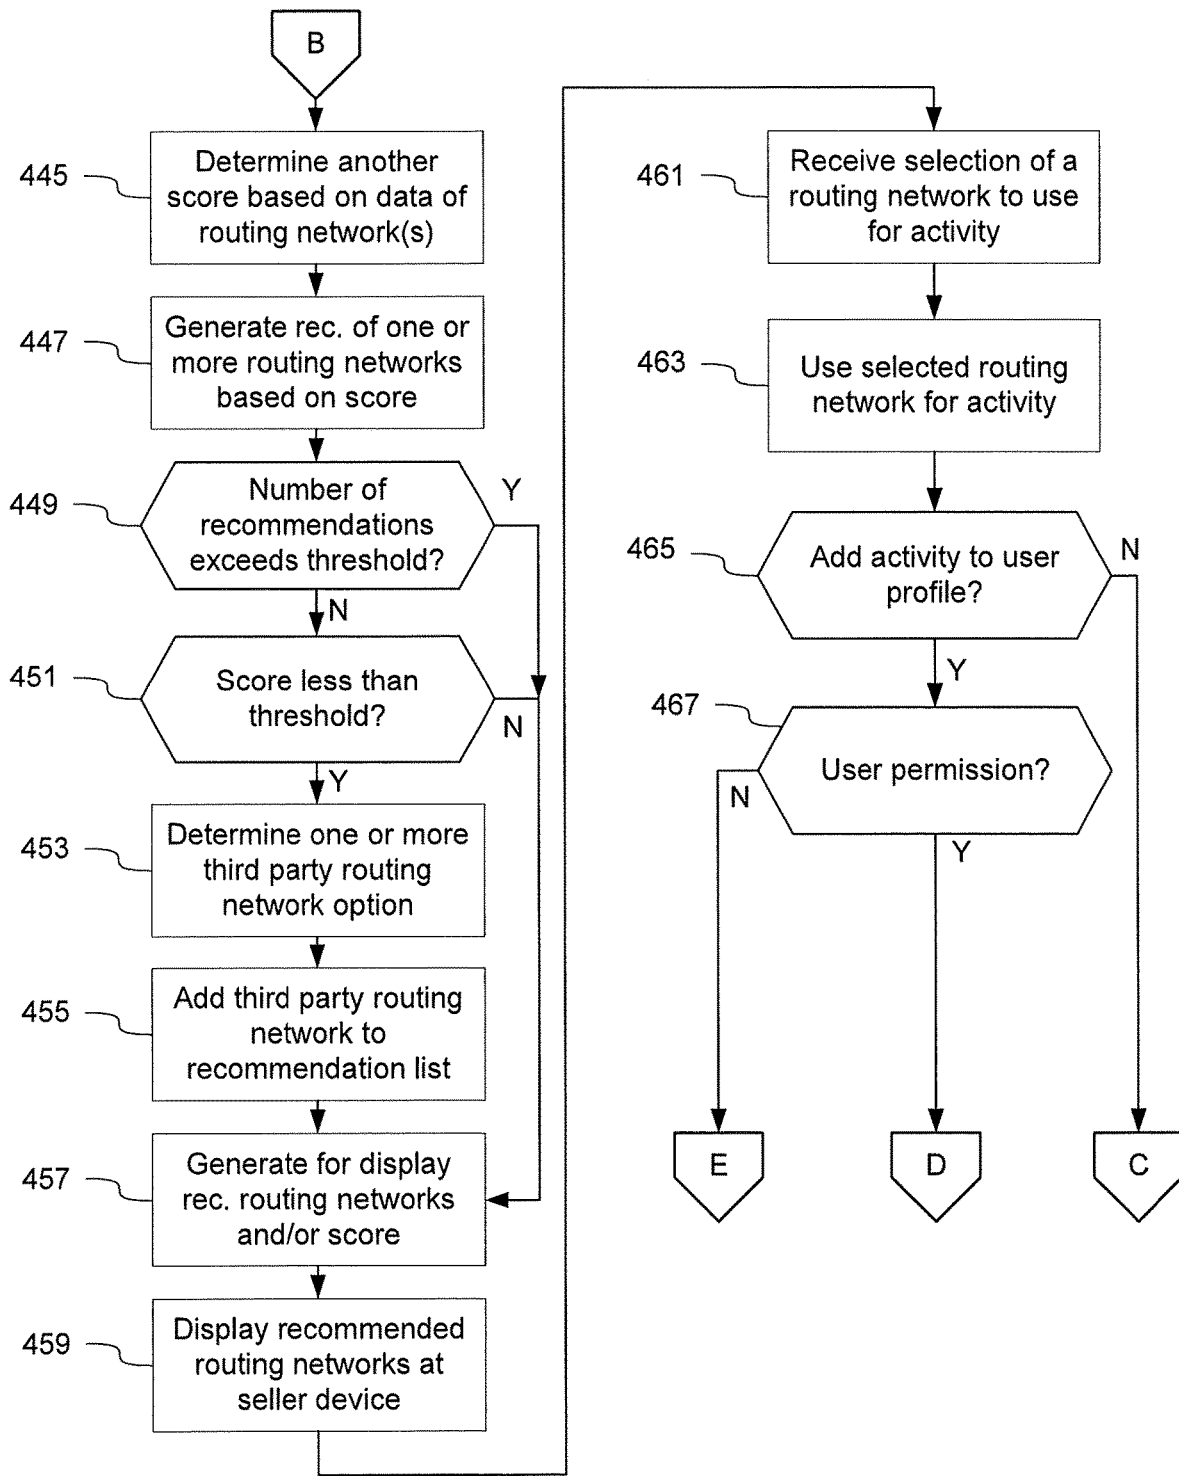 B
445
Determine another
score based on data of
routing network(s)
447
Generate rec. of one or
more routing networks
based on score
449
Number of
recommendations
exceeds threshold?
Y
N
451
Score less than
threshold?
N
Y
453
Determine one or more
third party routing
network option
455
Add third party routing
network to
recommendation list
457
Generate for display
rec. routing networks
and/or score
459
Display recommended
routing networks at
seller device
461
Receive selection of a
routing network to use
for activity
463
Use selected routing
network for activity
465
Add activity to user
profile?
N
Y
467
User permission?
N
Y
E
D
C